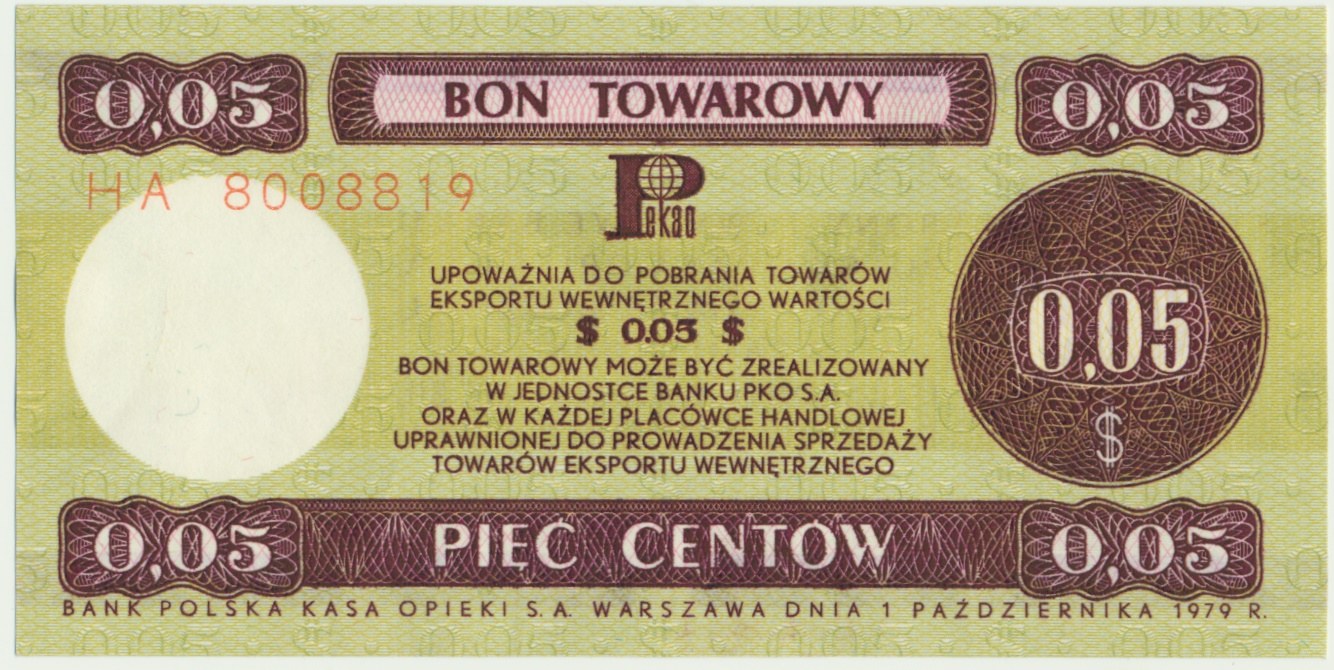 0,05 BON TOWAROWY 0,05
HA 8008819
Pekao
UPOWAŻNIA DO POBRANIA TOWARÓW
EKSPORTU WEWNĘTRZNEGO WARTOŚCI
$ 0.05 $
BON TOWAROWY MOŻE BYĆ ZREALIZOWANY
W JEDNOSTCE BANKU PKO S.A.
ORAZ W KAŻDEJ PLACÓWCE HANDLOWEJ
UPRAWNIONEJ DO PROWADZENIA SPRZEDAŻY
TOWARÓW EKSPORTU WEWNĘTRZNEGO
0,05
$
0,05 PIĘĆ CENTÓW 0,05
BANK POLSKA KASA OPIEKI S.A. WARSZAWA DNIA 1 PAŹDZIERNIKA 1979 R.